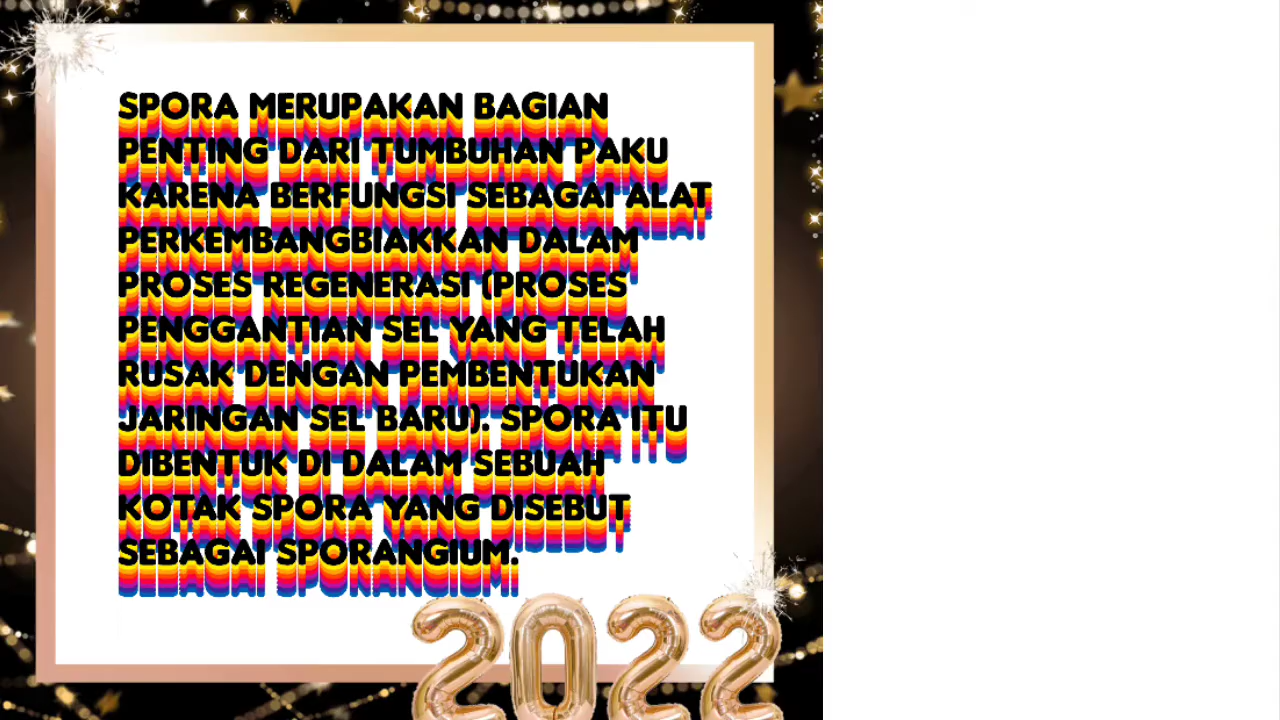 SPORA MERUPAKAN BAGIAN
PENTING DARI TUMBUHAN PAKU
KARENA BERFUNGSI SEBAGAI ALAT
PERKEMBANGBIAKKAN DALAM
PROSES REGENERASI (PROSES
PENGGANTIAN SEL YANG TELAH
RUSAK DENGAN PEMBENTUKAN
JARINGAN SEL BARU). SPORA ITU
DIBENTUK DI DALAM SEBUAH
KOTAK SPORA YANG DISEBUT
SEBAGAI SPORANGIUM.
2022